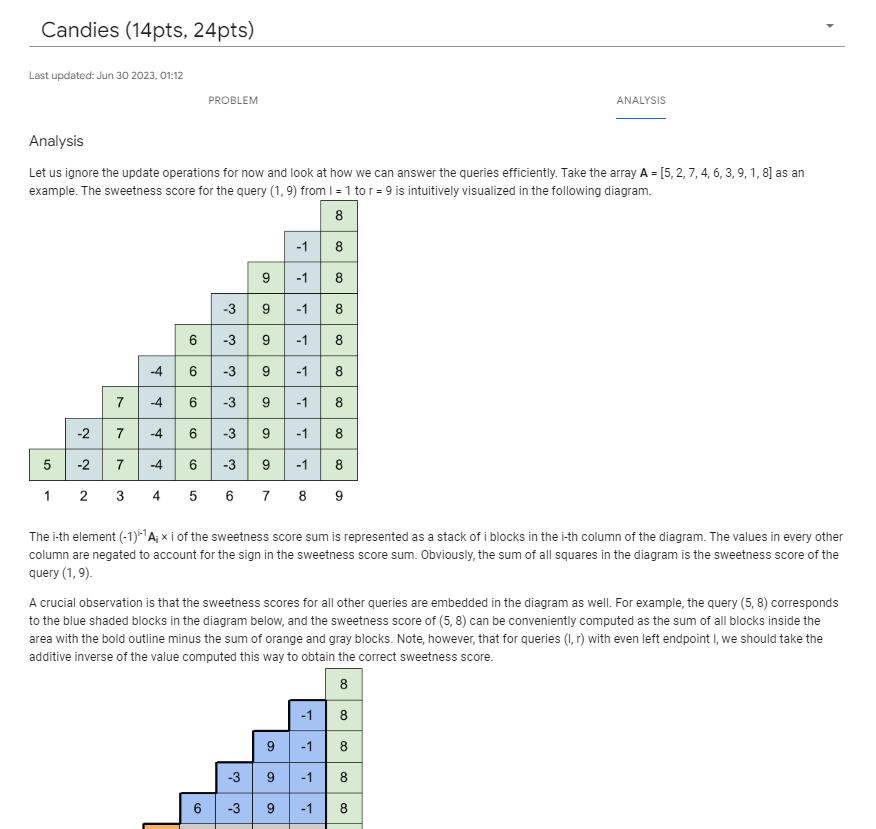 Candies (14pts, 24pts)
Last updated: Jun 30 2023, 01:12
PROBLEM ANALYSIS
Analysis
Let us ignore the update operations for now and look at how we can answer the queries efficiently. Take the array A = [5, 2, 7, 4, 6, 3, 9, 1, 8] as an
example. The sweetness score for the query (1, 9) from l = 1 to r = 9 is intuitively visualized in the following diagram.
8
-1 8
9 -1 8
-3 9 -1 8
6 -3 9 -1 8
-4 6 -3 9 -1 8
7 -4 6 -3 9 -1 8
-2 7 -4 6 -3 9 -1 8
5 -2 7 -4 6 -3 9 -1 8
1 2 3 4 5 6 7 8 9
The i-th element (-1)^{i-1}A_i × i of the sweetness score sum is represented as a stack of i blocks in the i-th column of the diagram. The values in every other
column are negated to account for the sign in the sweetness score sum. Obviously, the sum of all squares in the diagram is the sweetness score of the
query (1, 9).
A crucial observation is that the sweetness scores for all other queries are embedded in the diagram as well. For example, the query (5, 8) corresponds
to the blue shaded blocks in the diagram below, and the sweetness score of (5, 8) can be conveniently computed as the sum of all blocks inside the
area with the bold outline minus the sum of orange and gray blocks. Note, however, that for queries (l, r) with even left endpoint l, we should take the
additive inverse of the value computed this way to obtain the correct sweetness score.
8
-1 8
9 -1 8
-3 9 -1 8
6 -3 9 -1 8